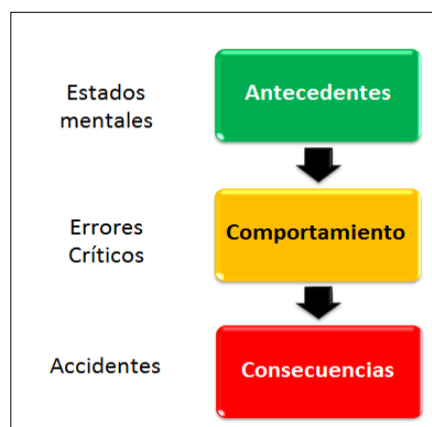 Estados
mentales
Antecedentes
Errores
Críticos
Comportamiento
Accidentes
Consecuencias